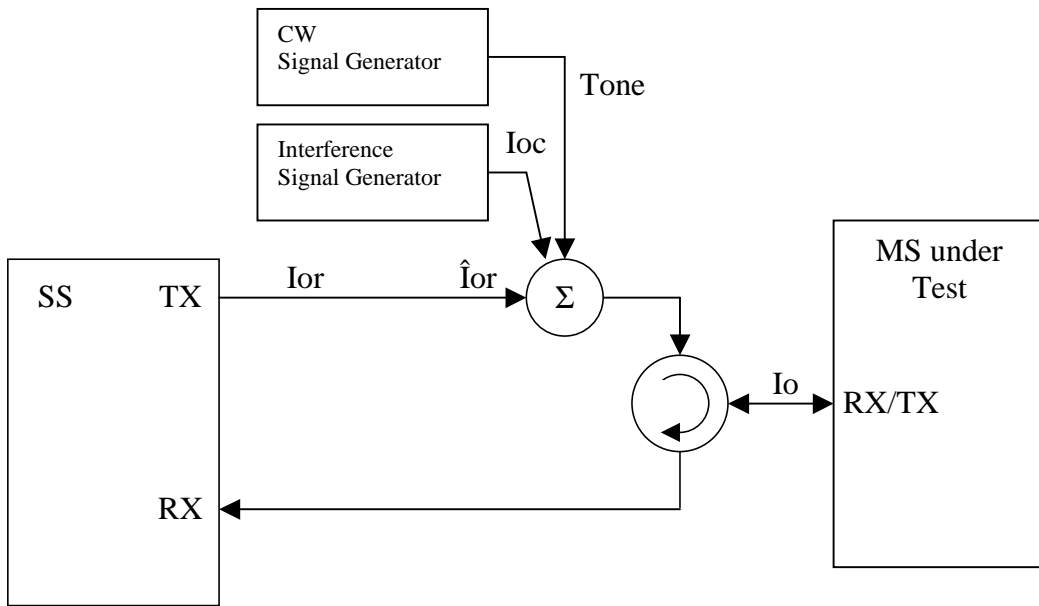 CW
Signal Generator
Tone
Interference
Signal Generator
Ioc
MS under
Test
SS
TX
Ior
Îor
Σ
Io
RX/TX
RX